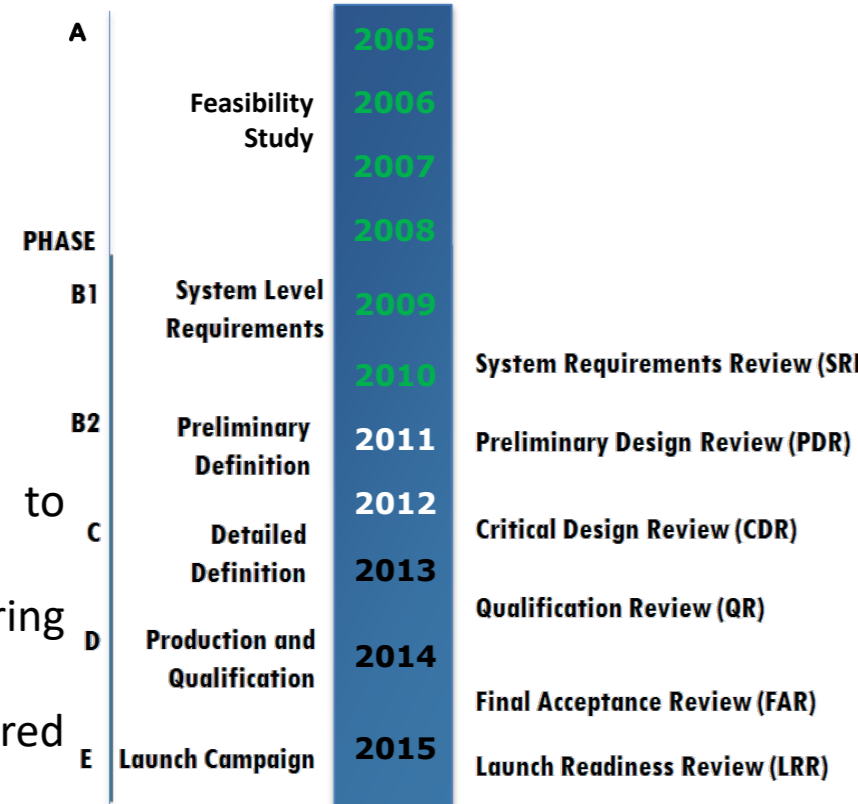 A
2005
Feasibility
Study
2006
2007
PHASE
2008
B1
System Level
Requirements
2009
2010
System Requirements Review
B2
Preliminary
Definition
2011
Preliminary Design Review (PDR)
to
2012
C
Detailed
Definition
Critical Design Review (CDR)
2013
ring
D
Production and
Qualification
Qualification Review (QR)
2014
Final Acceptance Review (FAR)
red
E
Launch Campaign
2015
Launch Readiness Review (LRR)